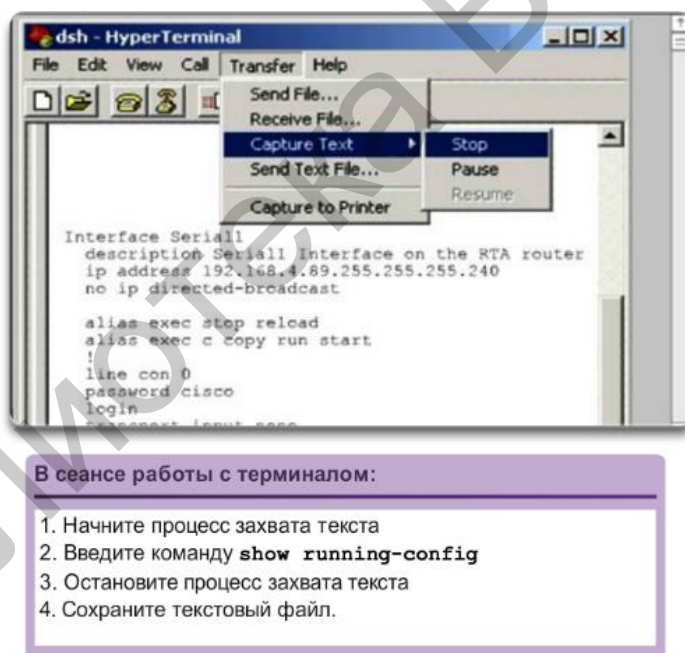 dsh - HyperTerminal
File Edit View Call Transfer Help
Send File...
Receive File...
Capture Text
Send Text File...
Capture to Printer
Stop
Pause
Resume
Interface Serial1
description Serial1 Interface on the RTA router
ip address 192.168.4.89.255.255.255.240
no ip directed-broadcast
alias exec stop reload
alias exec c copy run start
!
line con 0
password cisco
login
В сеансе работы с терминалом:
1. Начните процесс захвата текста
2. Введите команду show running-config
3. Остановите процесс захвата текста
4. Сохраните текстовый файл.